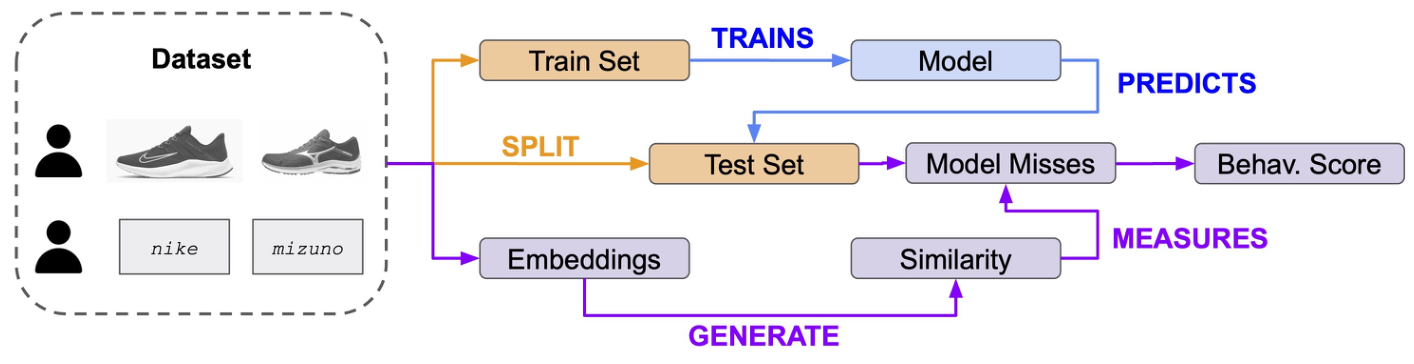 Dataset
nike
mizuno
SPLIT
Train Set
TRAINS
Model
PREDICTS
Test Set
Model Misses
Behav. Score
Embeddings
GENERATE
Similarity
MEASURES